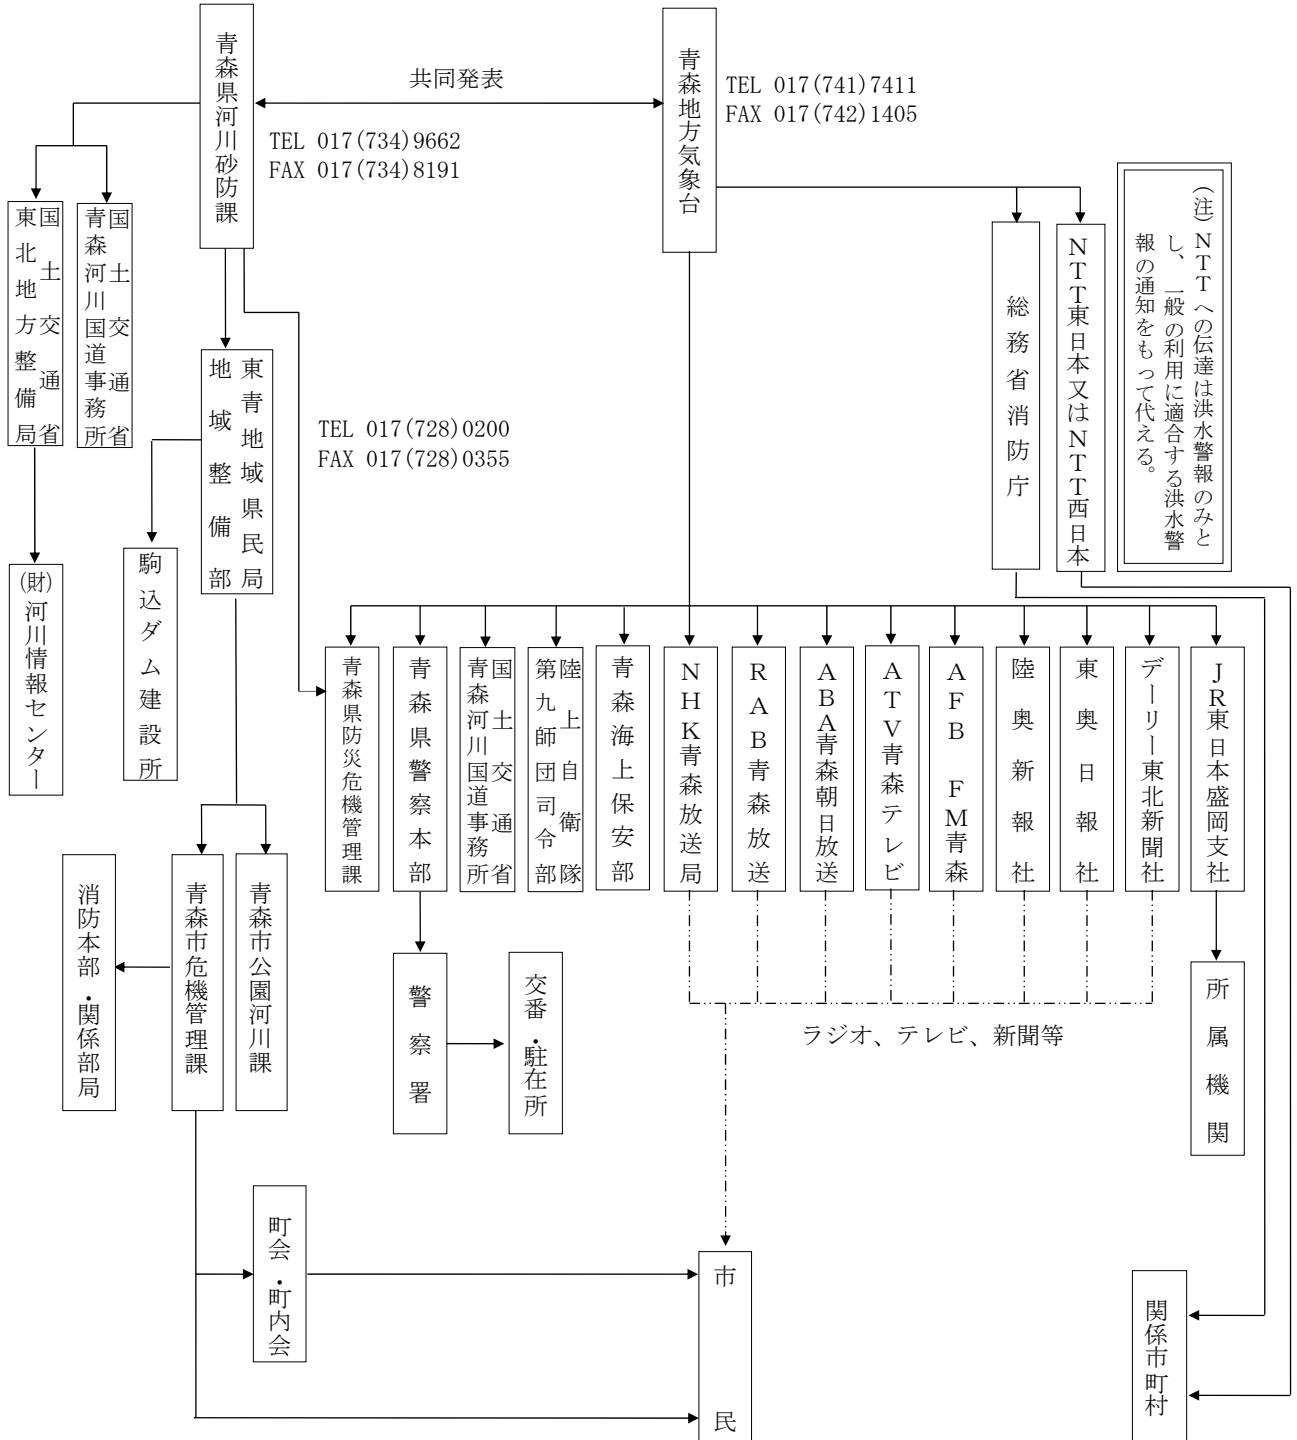 青森県河川砂防課
共同発表
青森地方気象台
TEL 017(741)7411
FAX 017(742)1405
TEL 017(734)9662
FAX 017(734)8191
国土交通省
東北地方整備局
国土交通省
青森河川国道事務所
東青地域県民局
地域整備部
TEL 017(728)0200
FAX 017(728)0355
総務省消防庁
NTT東日本又はNTT西日本
(注)NTTへの伝達は洪水警報のみと
し、一般の利用に適合する洪水警
報の通知をもって代える。
(財)河川情報センター
駒込ダム建設所
青森県防災危機管理課
青森県警察本部
国土交通省
青森河川国道事務所
陸上自衛隊
第九師団司令部
青森海上保安部
NHK青森放送局
RAB青森放送
ABA青森朝日放送
ATV青森テレビ
AFB FM青森
陸奥新報社
東奥日報社
デーリー東北新聞社
JR東日本盛岡支社
消防本部・関係部局
青森市危機管理課
青森市公園河川課
警察署
交番・駐在所
ラジオ、テレビ、新聞等
所属機関
町会・町内会
市民
関係市町村